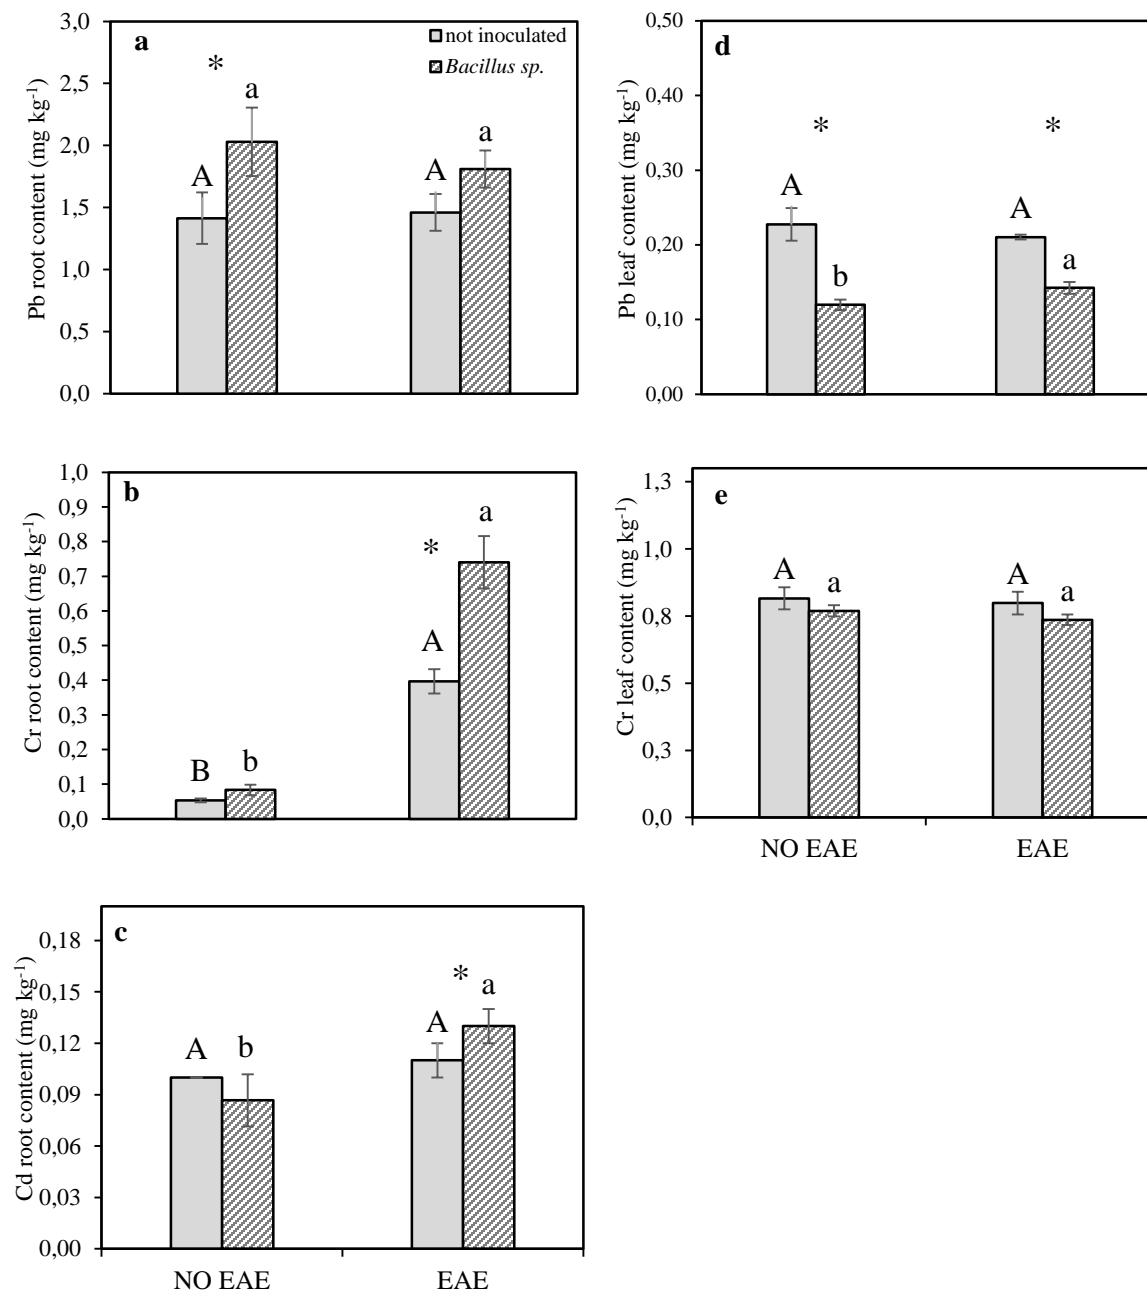 a
not inoculated
Bacillus sp.
*
A
a
A
a
3,0
2,5
2,0
1,5
1,0
0,5
0,0
Pb root content (mg kg-1)
d
*
*
A
b
A
a
0,50
0,40
0,30
0,20
0,10
0,00
Pb leaf content (mg kg-1)
b
*
B
b
A
a
1,0
0,9
0,8
0,7
0,6
0,5
0,4
0,3
0,2
0,1
0,0
Cr root content (mg kg-1)
e
A
a
A
a
1,3
1,0
0,8
0,5
0,3
0,0
Cr leaf content (mg kg-1)
NO EAE
EAE
c
*
A
b
A
a
0,18
0,15
0,12
0,09
0,06
0,03
0,00
Cd root content (mg kg-1)
NO EAE
EAE